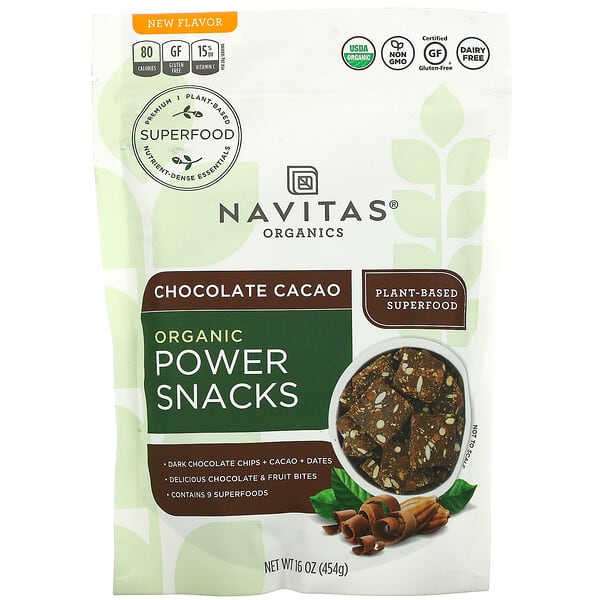 NEW FLAVOR
80
CALORIES
GF
GLUTEN
FREE
15% DV
VITAMIN C
USDA
ORGANIC
NON
GMO
Certified
GF
Gluten-Free
DAIRY
FREE
PREMIUM | PLANT-BASED
SUPERFOOD
NUTRIENT-DENSE ESSENTIALS
NAVITAS®
ORGANICS
CHOCOLATE CACAO
PLANT-BASED
SUPERFOOD
ORGANIC
POWER
SNACKS
• DARK CHOCOLATE CHIPS + CACAO + DATES
• DELICIOUS CHOCOLATE & FRUIT BITES
• CONTAINS 9 SUPERFOODS
NOT TO SCALE
NET WT 16 OZ (454g)